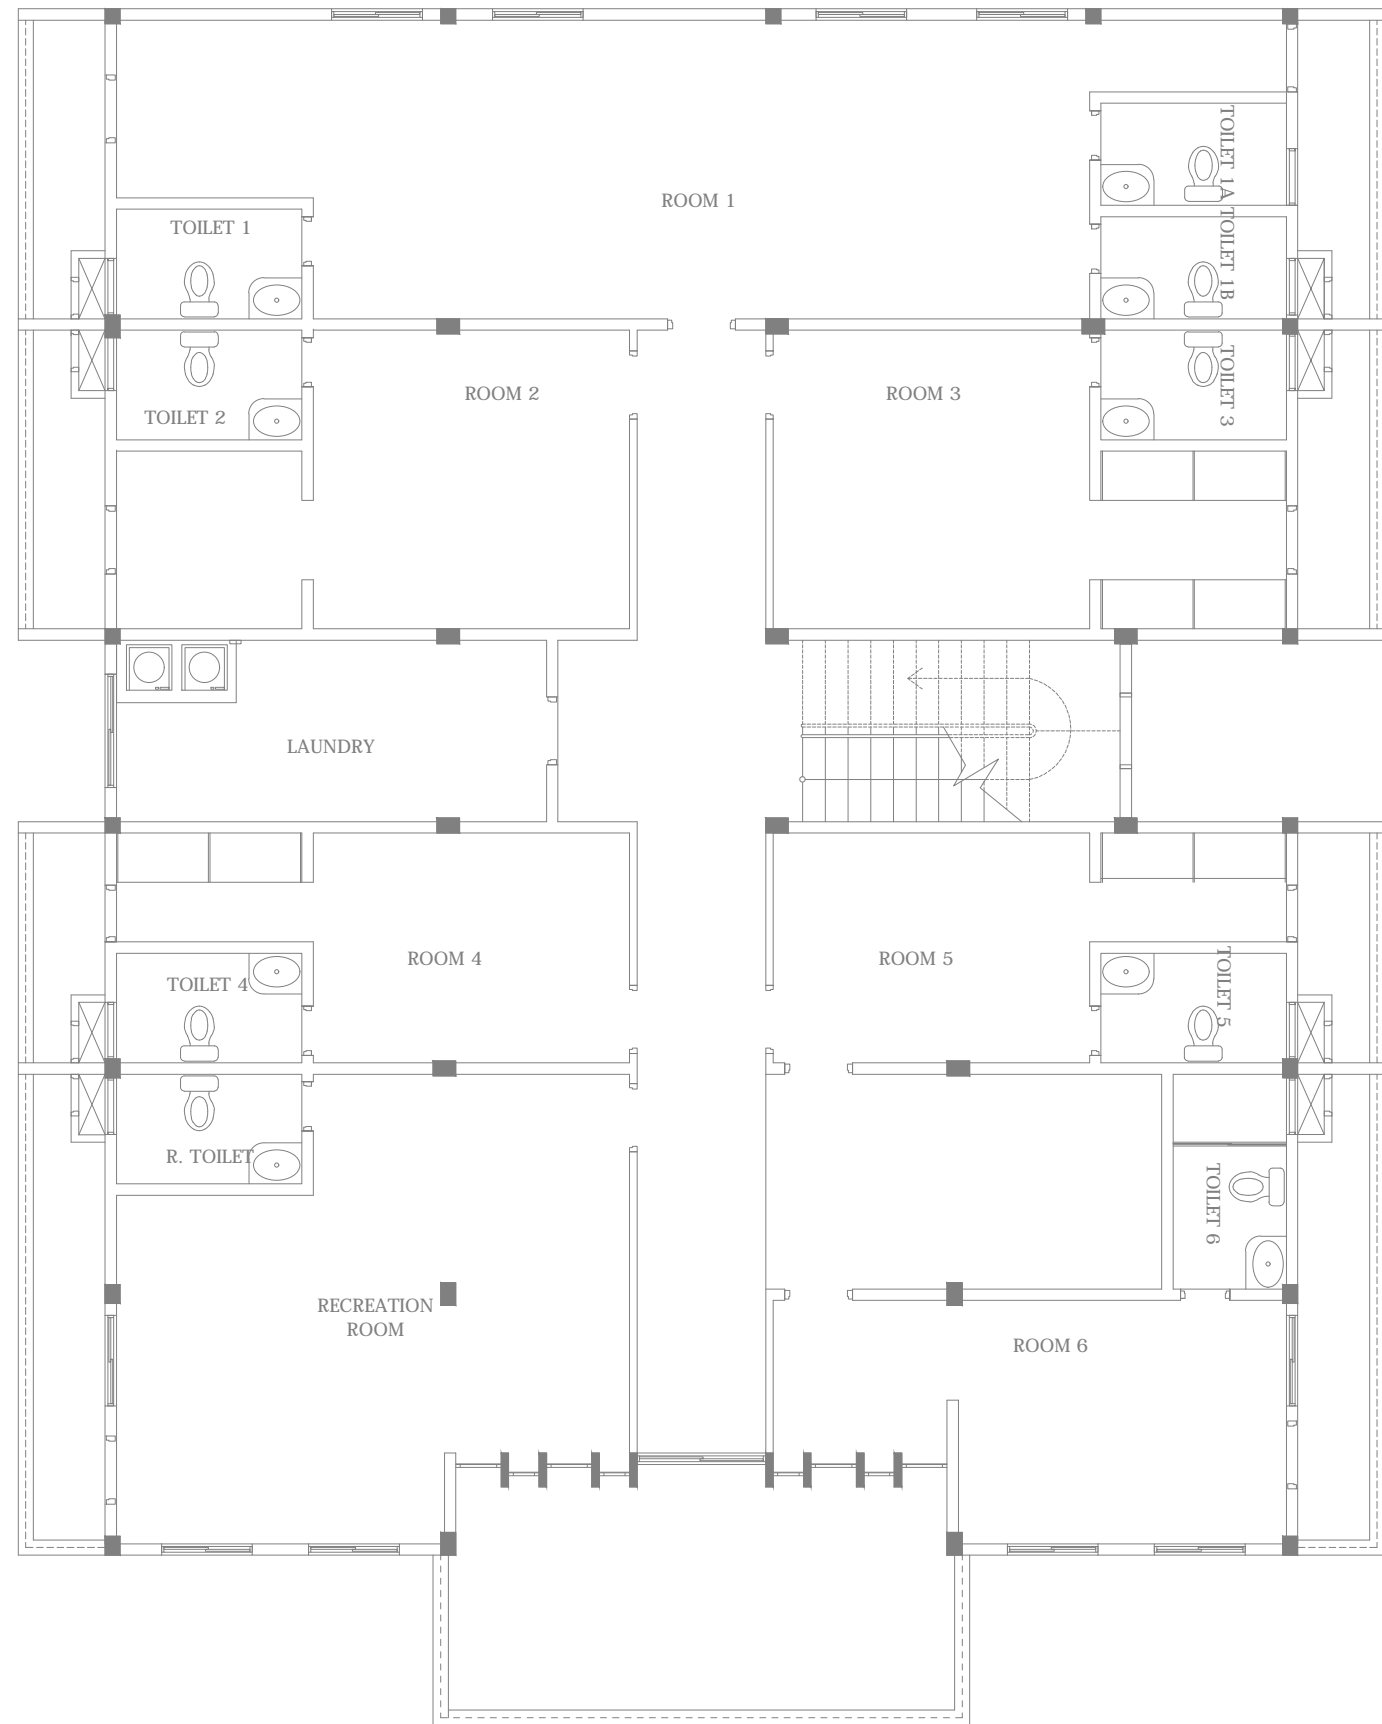 TOILET 1A
ROOM 1
TOILET 1
TOILET 1B
ROOM 2
ROOM 3
TOILET 3
TOILET 2
LAUNDRY
ROOM 4
ROOM 5
TOILET 5
TOILET 4
R. TOILET
TOILET 6
RECREATION
ROOM
ROOM 6